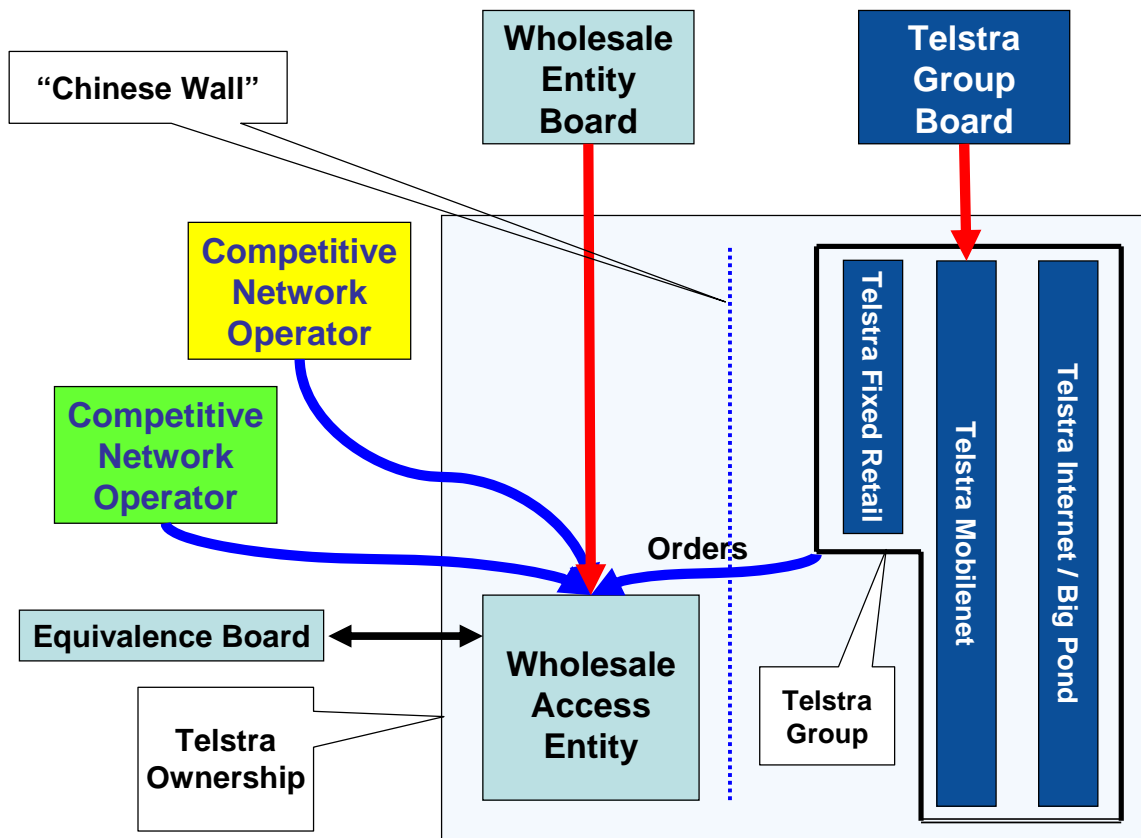 Wholesale
Entity
Board
Telstra
Group
Board
“Chinese Wall”
Competitive
Network
Operator
Competitive
Network
Operator
Telstra Fixed Retail
Telstra Mobilenet
Telstra Internet / Big Pond
Orders
Equivalence Board
Wholesale
Access
Entity
Telstra
Group
Telstra
Ownership